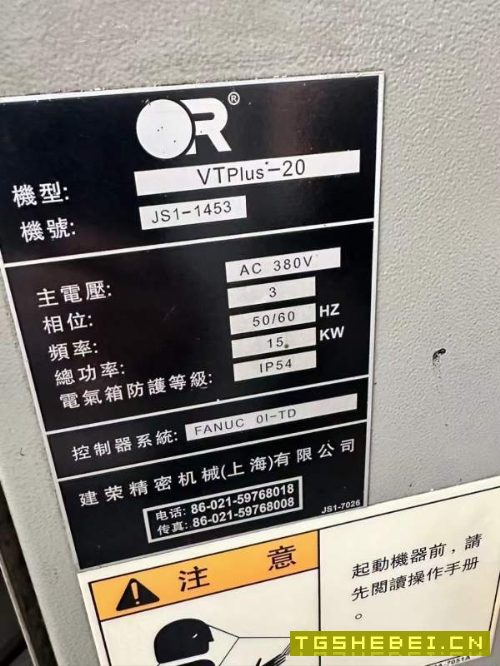 OR®
機型: VTPlus-20
機號: JS1-1453
主電壓: AC 380V
相位: 3
頻率: 50/60 HZ
總功率: 15 KW
電氣箱防護等級: IP54
控制器系統: FANUC 0I-TD
建荣精密机械(上海)有限公司
电话: 86-021-59768018
传真: 86-021-59768008
JS1-7026
注意
起動機器前，請
先閱讀操作手册
。
TGSHEBEI.CN